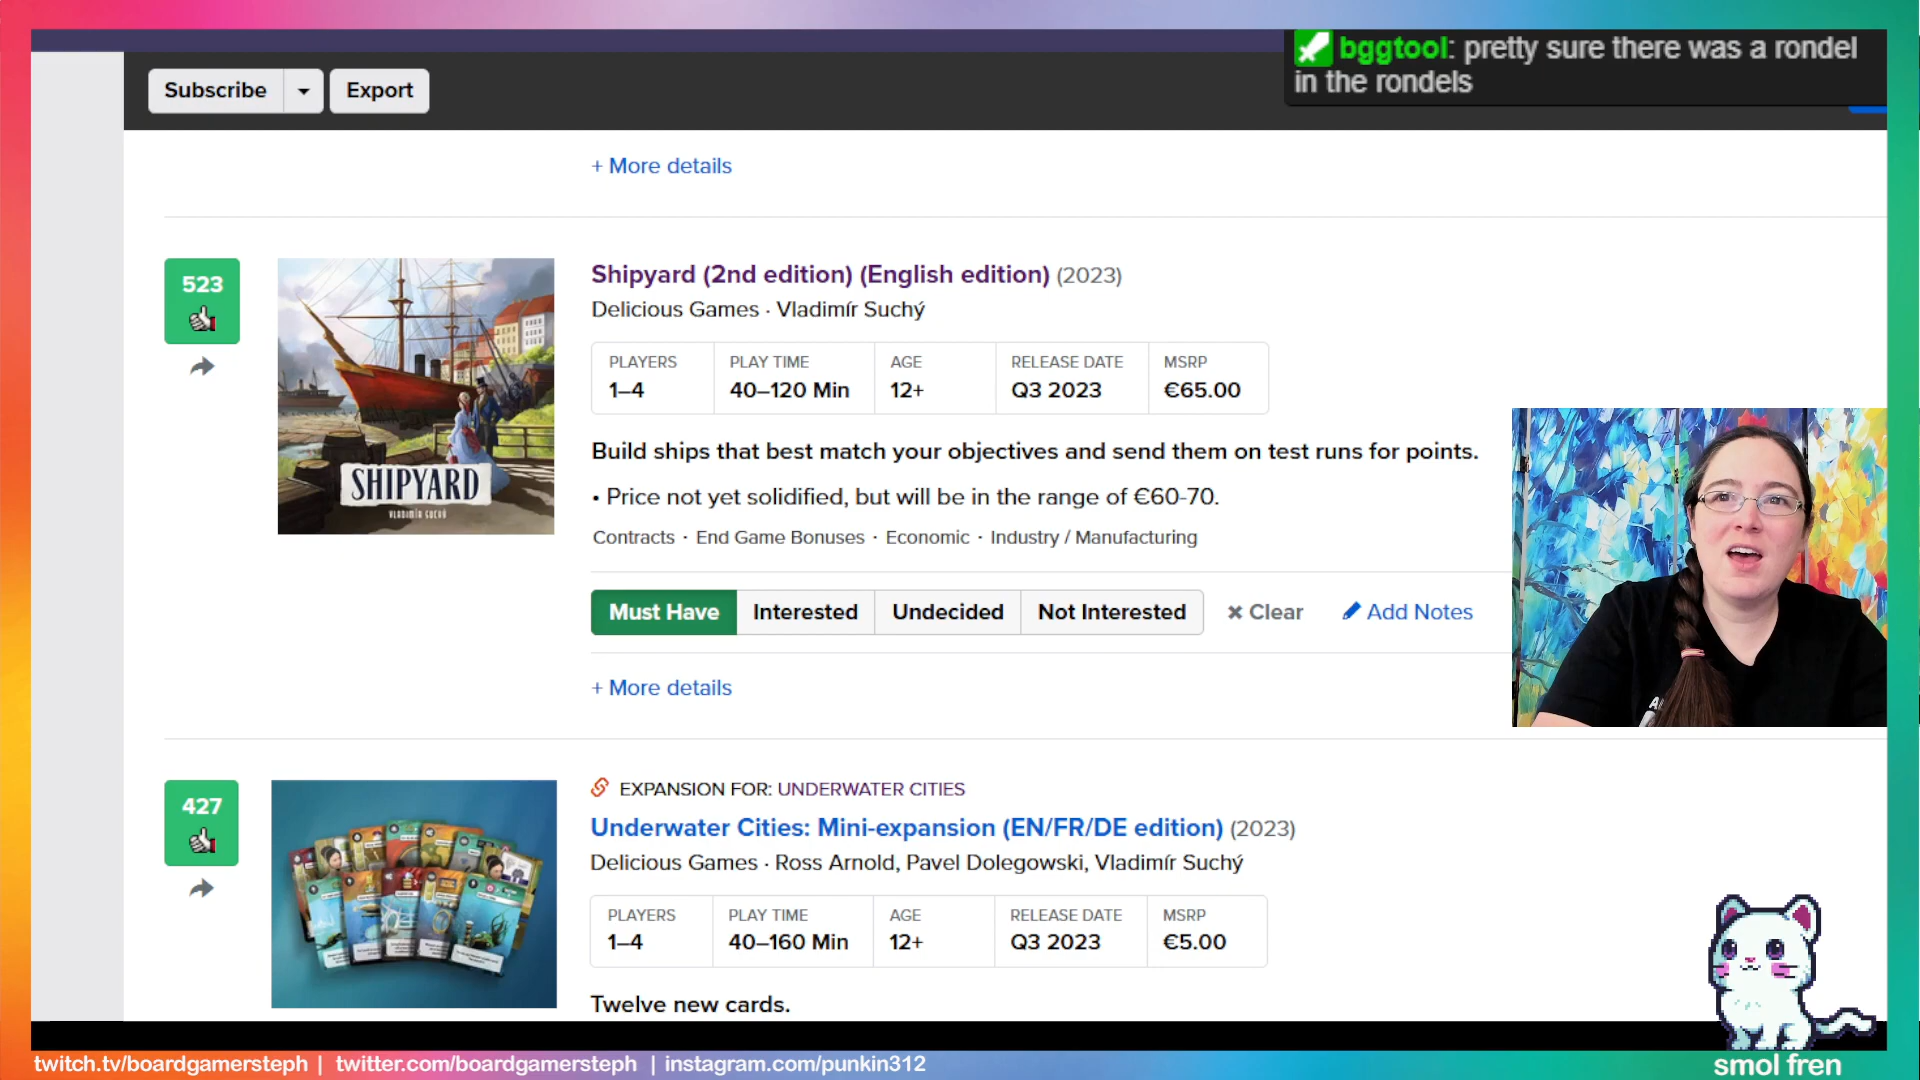 bggtool: pretty sure there was a rondel
in the rondels
Subscribe
Export
+ More details
523
SHIPYARD
VLADIMÍR SUCHÝ
Shipyard (2nd edition) (English edition) (2023)
Delicious Games · Vladimír Suchý
PLAYERS
1–4
PLAY TIME
40–120 Min
AGE
12+
RELEASE DATE
Q3 2023
MSRP
€65.00
Build ships that best match your objectives and send them on test runs for points.
• Price not yet solidified, but will be in the range of €60-70.
Contracts · End Game Bonuses · Economic · Industry / Manufacturing
Must Have
Interested
Undecided
Not Interested
Clear
Add Notes
+ More details
427
EXPANSION FOR: UNDERWATER CITIES
Underwater Cities: Mini-expansion (EN/FR/DE edition) (2023)
Delicious Games · Ross Arnold, Pavel Dolegowski, Vladimír Suchý
PLAYERS
1–4
PLAY TIME
40–160 Min
AGE
12+
RELEASE DATE
Q3 2023
MSRP
€5.00
Twelve new cards.
twitch.tv/boardgamersteph | twitter.com/boardgamersteph | instagram.com/punkin312
smol fren